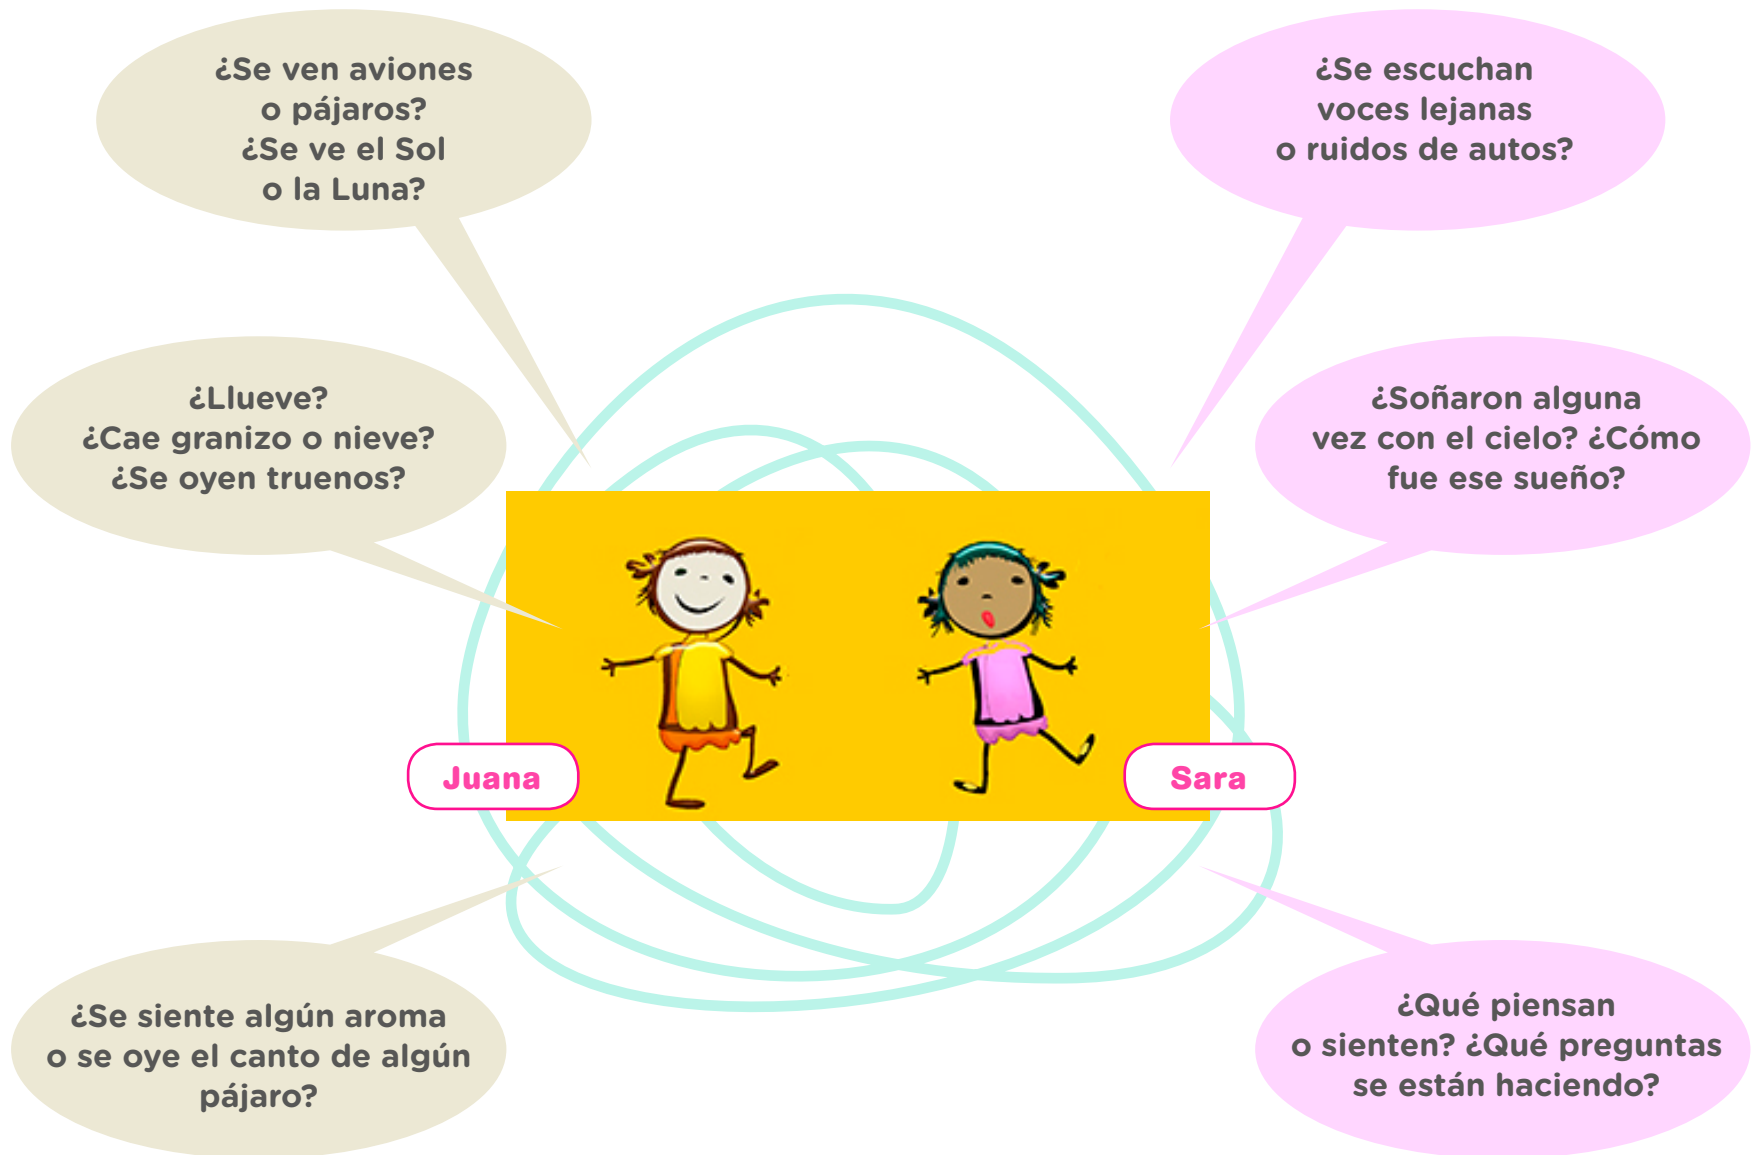 ¿Se ven aviones
o pájaros?
¿Se ve el Sol
o la Luna?
¿Se escuchan
voces lejanas
o ruidos de autos?
¿Llueve?
¿Cae granizo o nieve?
¿Se oyen truenos?
¿Soñaron alguna
vez con el cielo? ¿Cómo
fue ese sueño?
Juana
Sara
¿Se siente algún aroma
o se oye el canto de algún
pájaro?
¿Qué piensan
o sienten? ¿Qué preguntas
se están haciendo?